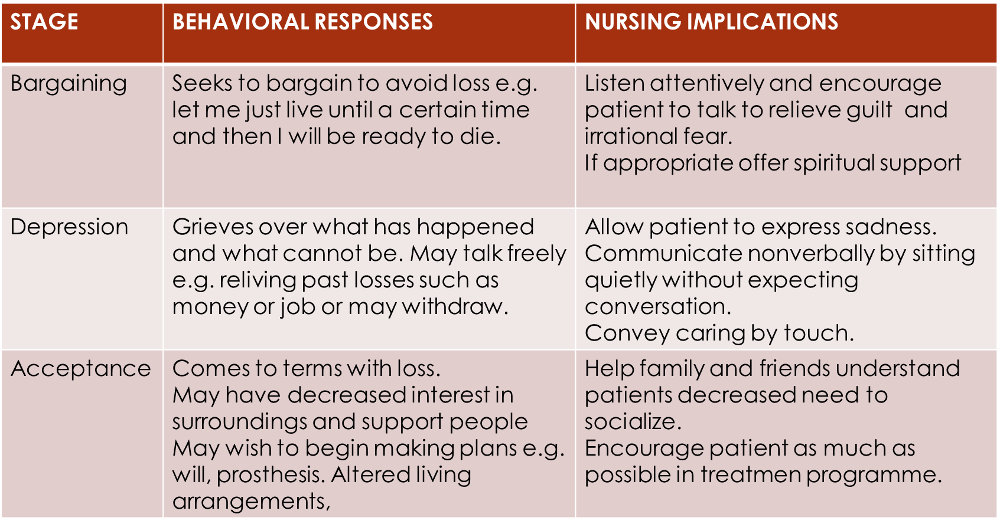 STAGE
BEHAVIORAL RESPONSES
NURSING IMPLICATIONS
Bargaining
Seeks to bargain to avoid loss e.g.
let me just live until a certain time
and then I will be ready to die.
Listen attentively and encourage
patient to talk to relieve guilt  and
irrational fear.
If appropriate offer spiritual support
Depression
Grieves over what has happened
and what cannot be. May talk freely
e.g. reliving past losses such as
money or job or may withdraw.
Allow patient to express sadness.
Communicate nonverbally by sitting
quietly without expecting
conversation.
Convey caring by touch.
Acceptance
Comes to terms with loss.
May have decreased interest in
surroundings and support people
May wish to begin making plans e.g.
will, prosthesis. Altered living
arrangements,
Help family and friends understand
patients decreased need to
socialize.
Encourage patient as much as
possible in treatmen programme.